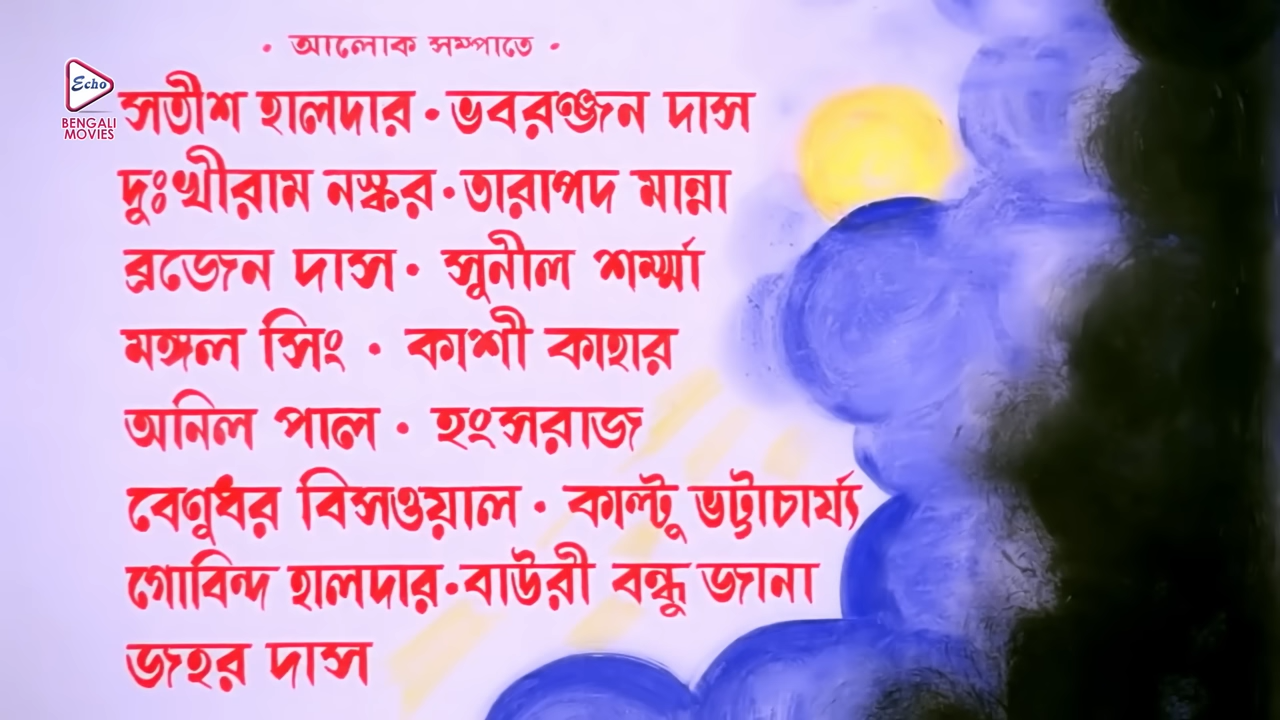 • আলোক সম্পাতে •
Echo
BENGALI
MOVIES
সতীশ হালদার • ভবরঞ্জন দাস
দুঃখীরাম নস্কর • তারাপদ মান্না
ব্রজেন দাস • সুনীল শর্ম্মা
মঙ্গল সিং • কাশী কাহার
অনিল পাল • হংসরাজ
বেণুধর বিসওয়াল • কাল্টু ভট্টাচার্য্য
গোবিন্দ হালদার • বাউরী বন্ধু জানা
জহর দাস